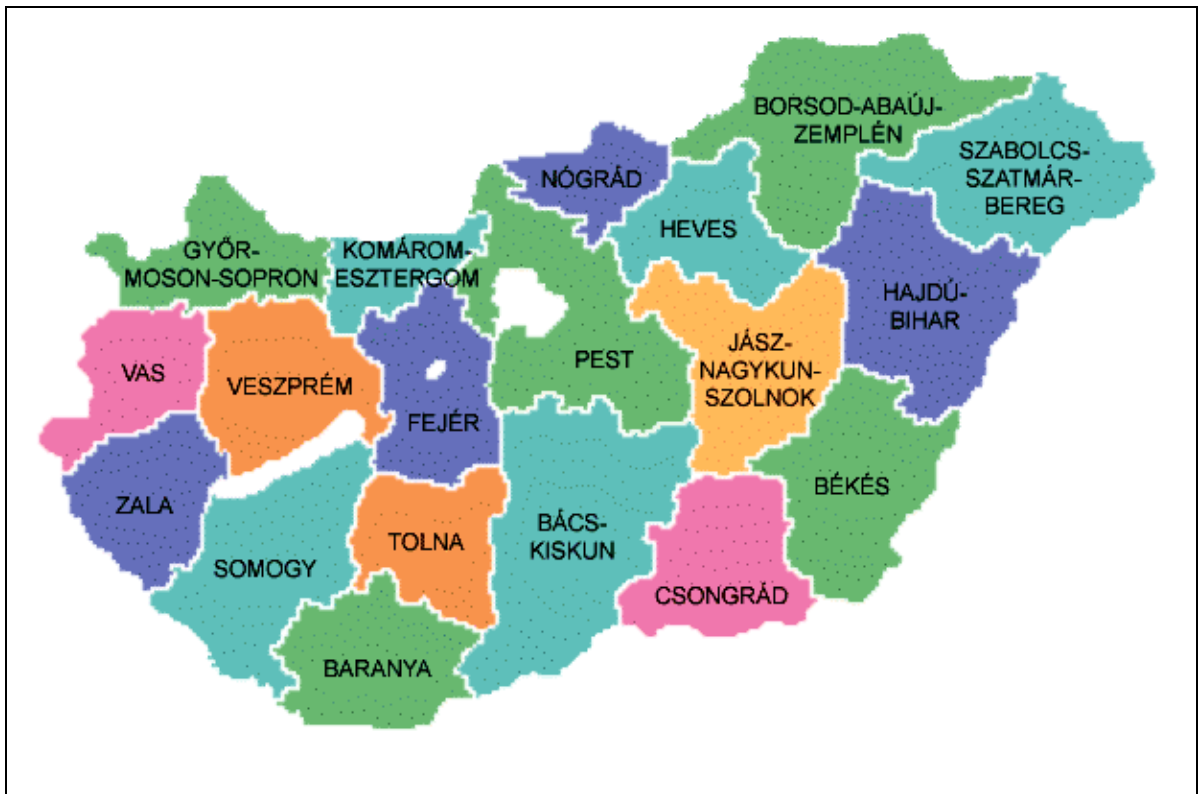 BORSOD-ABAÚJ-
ZEMPLÉN
SZABOLCS-
SZATMÁR-
BEREG
NÓGRÁD
HEVES
GYŐR-
MOSON-SOPRON
KOMÁROM-
ESZTERGOM
HAJDÚ-
BIHAR
VAS
VESZPRÉM
FEJÉR
PEST
JÁSZ-
NAGYKUN-
SZOLNOK
ZALA
SOMOGY
TOLNA
BÁCS-
KISKUN
BÉKÉS
CSONGRÁD
BARANYA